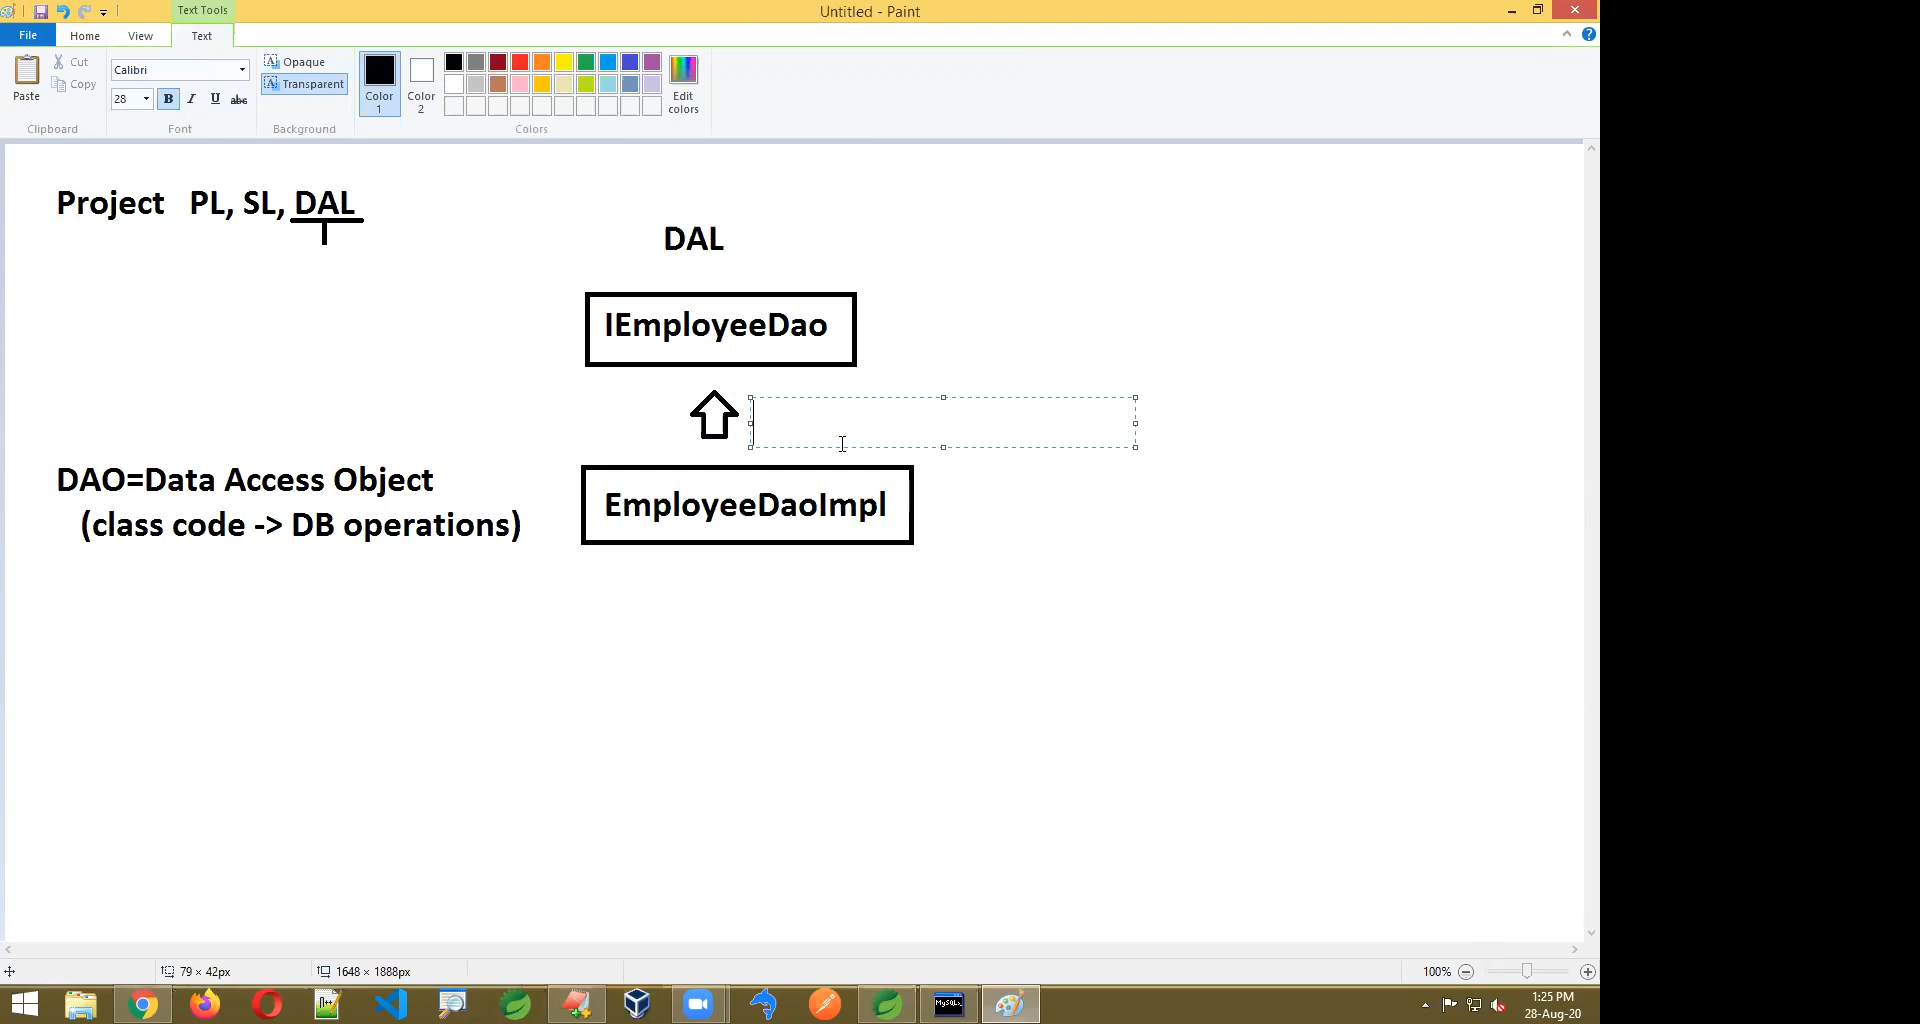 Text Tools
Untitled - Paint
File
Home
View
Text
Paste
Cut
Copy
Clipboard
Calibri
28
B
I
U
abc
Font
Opaque
Transparent
Background
Color 1
Color 2
Edit colors
Colors
Project PL, SL, DAL
DAL
IEmployeeDao
DAO=Data Access Object
(class code -> DB operations)
EmployeeDaoImpl
79 × 42px
1648 × 1888px
100%
1:25 PM
28-Aug-20